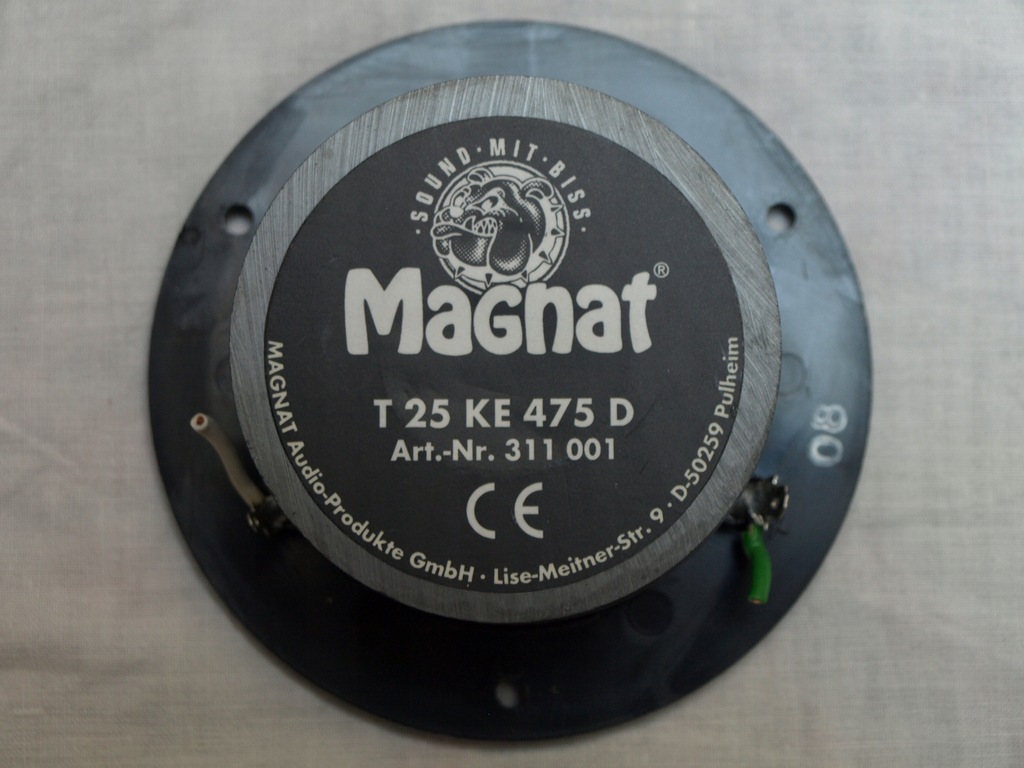 ·SOUND·MIT·BISS·
Magnat®
T 25 KE 475 D
Art.-Nr. 311 001
CE
MAGNAT Audio-Produkte GmbH · Lise-Meitner-Str. 9 · D-50259 Pulheim
08